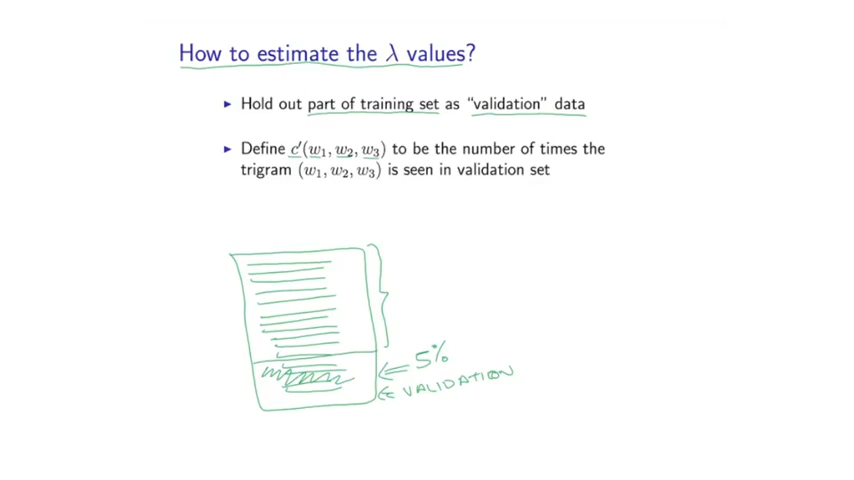 How to estimate the λ values?
▶ Hold out part of training set as “validation” data
▶ Define c′(w₁, w₂, w₃) to be the number of times the
trigram (w₁, w₂, w₃) is seen in validation set
5%
VALIDATION